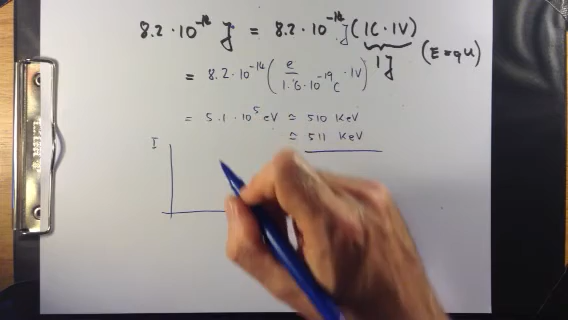 8.2 · 10⁻¹⁴ J = 8.2 · 10⁻¹⁴ J (1C · 1V)
1J (E = qU)
= 8.2 · 10⁻¹⁴ (e / 1.6 · 10⁻¹⁹ C · 1V)
= 5.1 · 10⁵ eV ≃ 510 KeV
≃ 511 KeV
I